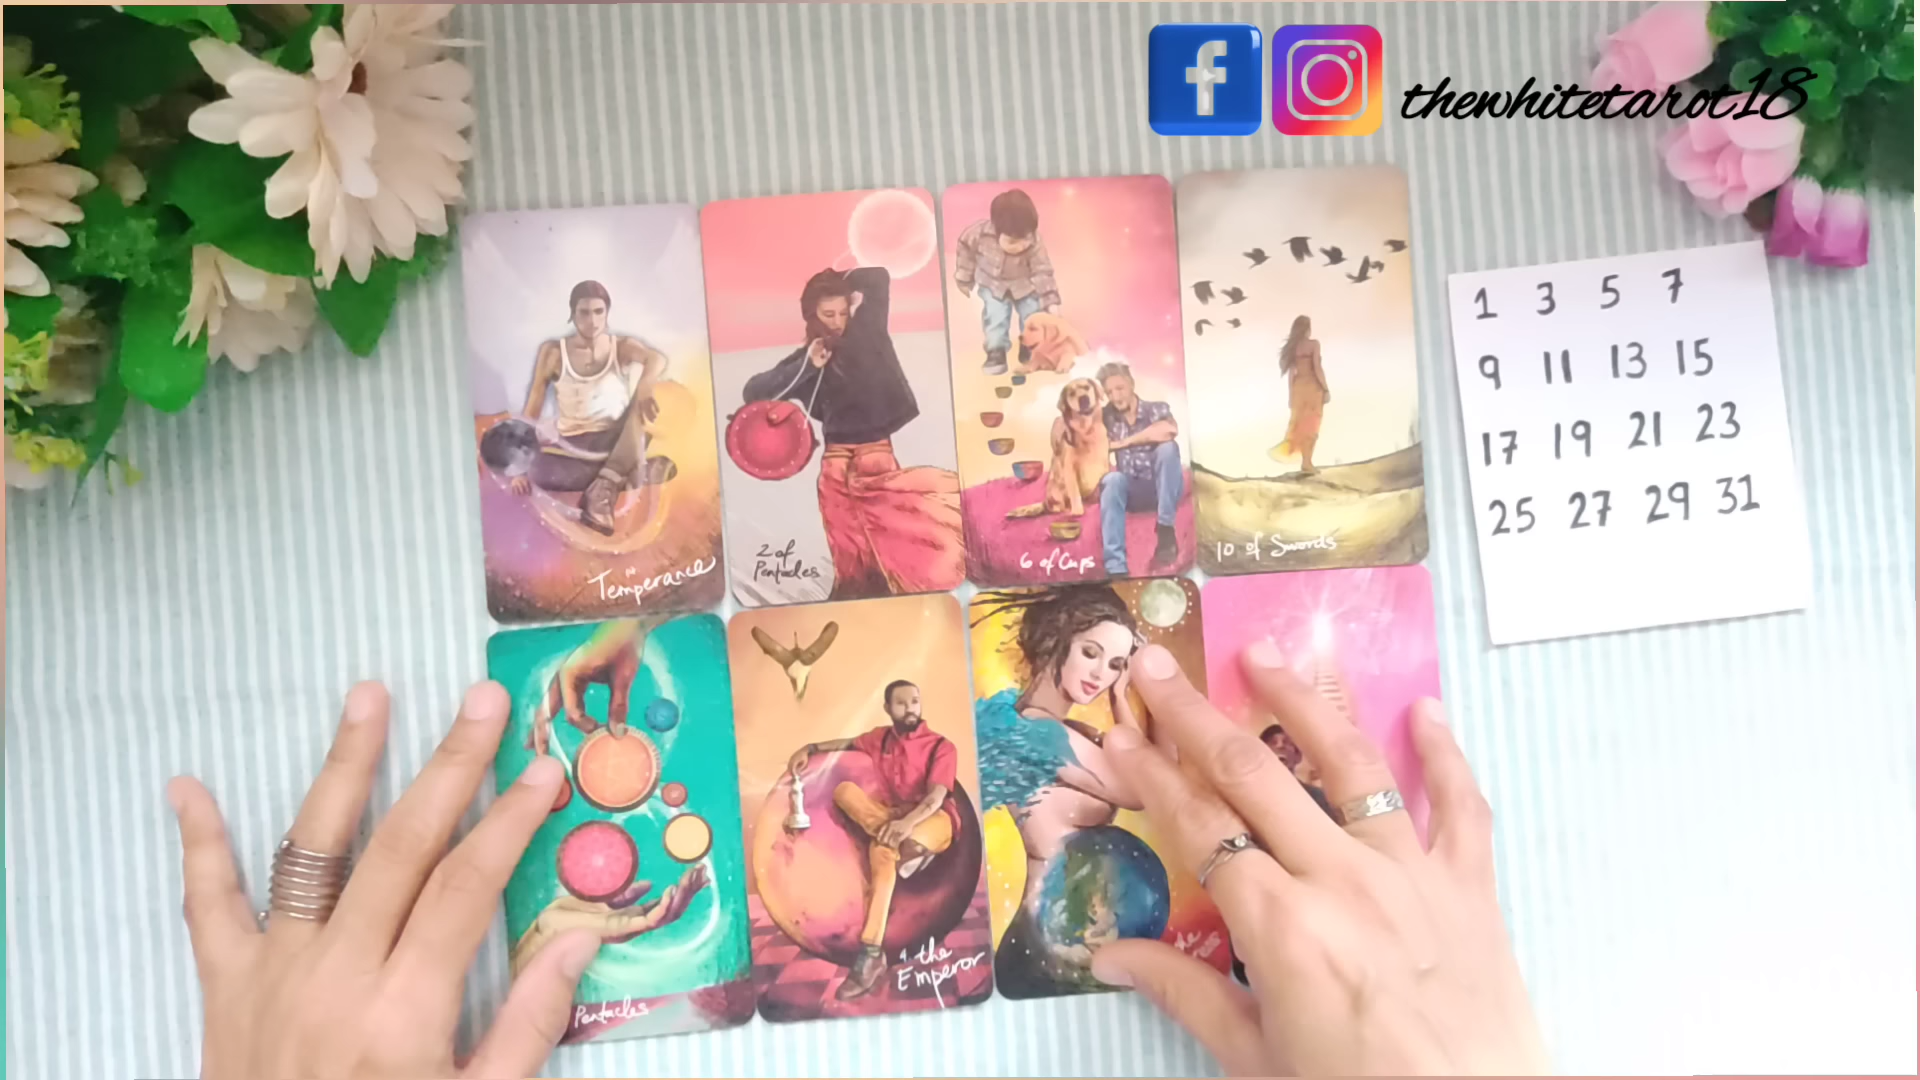 thewhitetarot18
1 3 5 7
9 11 13 15
17 19 21 23
25 27 29 31
Temperance
2 of
Pentacles
6 of Cups
10 of Swords
Pentacles
4 the
Emperor
the